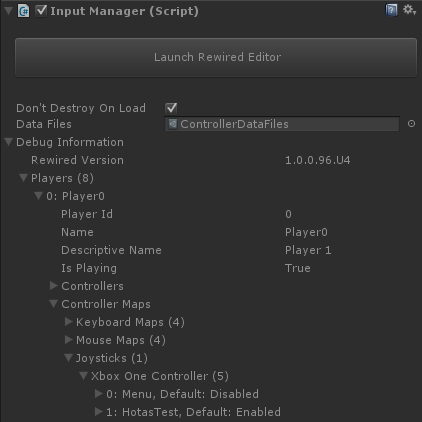 Input Manager (Script)
Launch Rewired Editor
Don't Destroy On Load
Data Files ControllerDataFiles
Debug Information
Rewired Version 1.0.0.96.U4
Players (8)
0: Player0
Player Id 0
Name Player0
Descriptive Name Player 1
Is Playing True
Controllers
Controller Maps
Keyboard Maps (4)
Mouse Maps (4)
Joysticks (1)
Xbox One Controller (5)
0: Menu, Default: Disabled
1: HotasTest, Default: Enabled